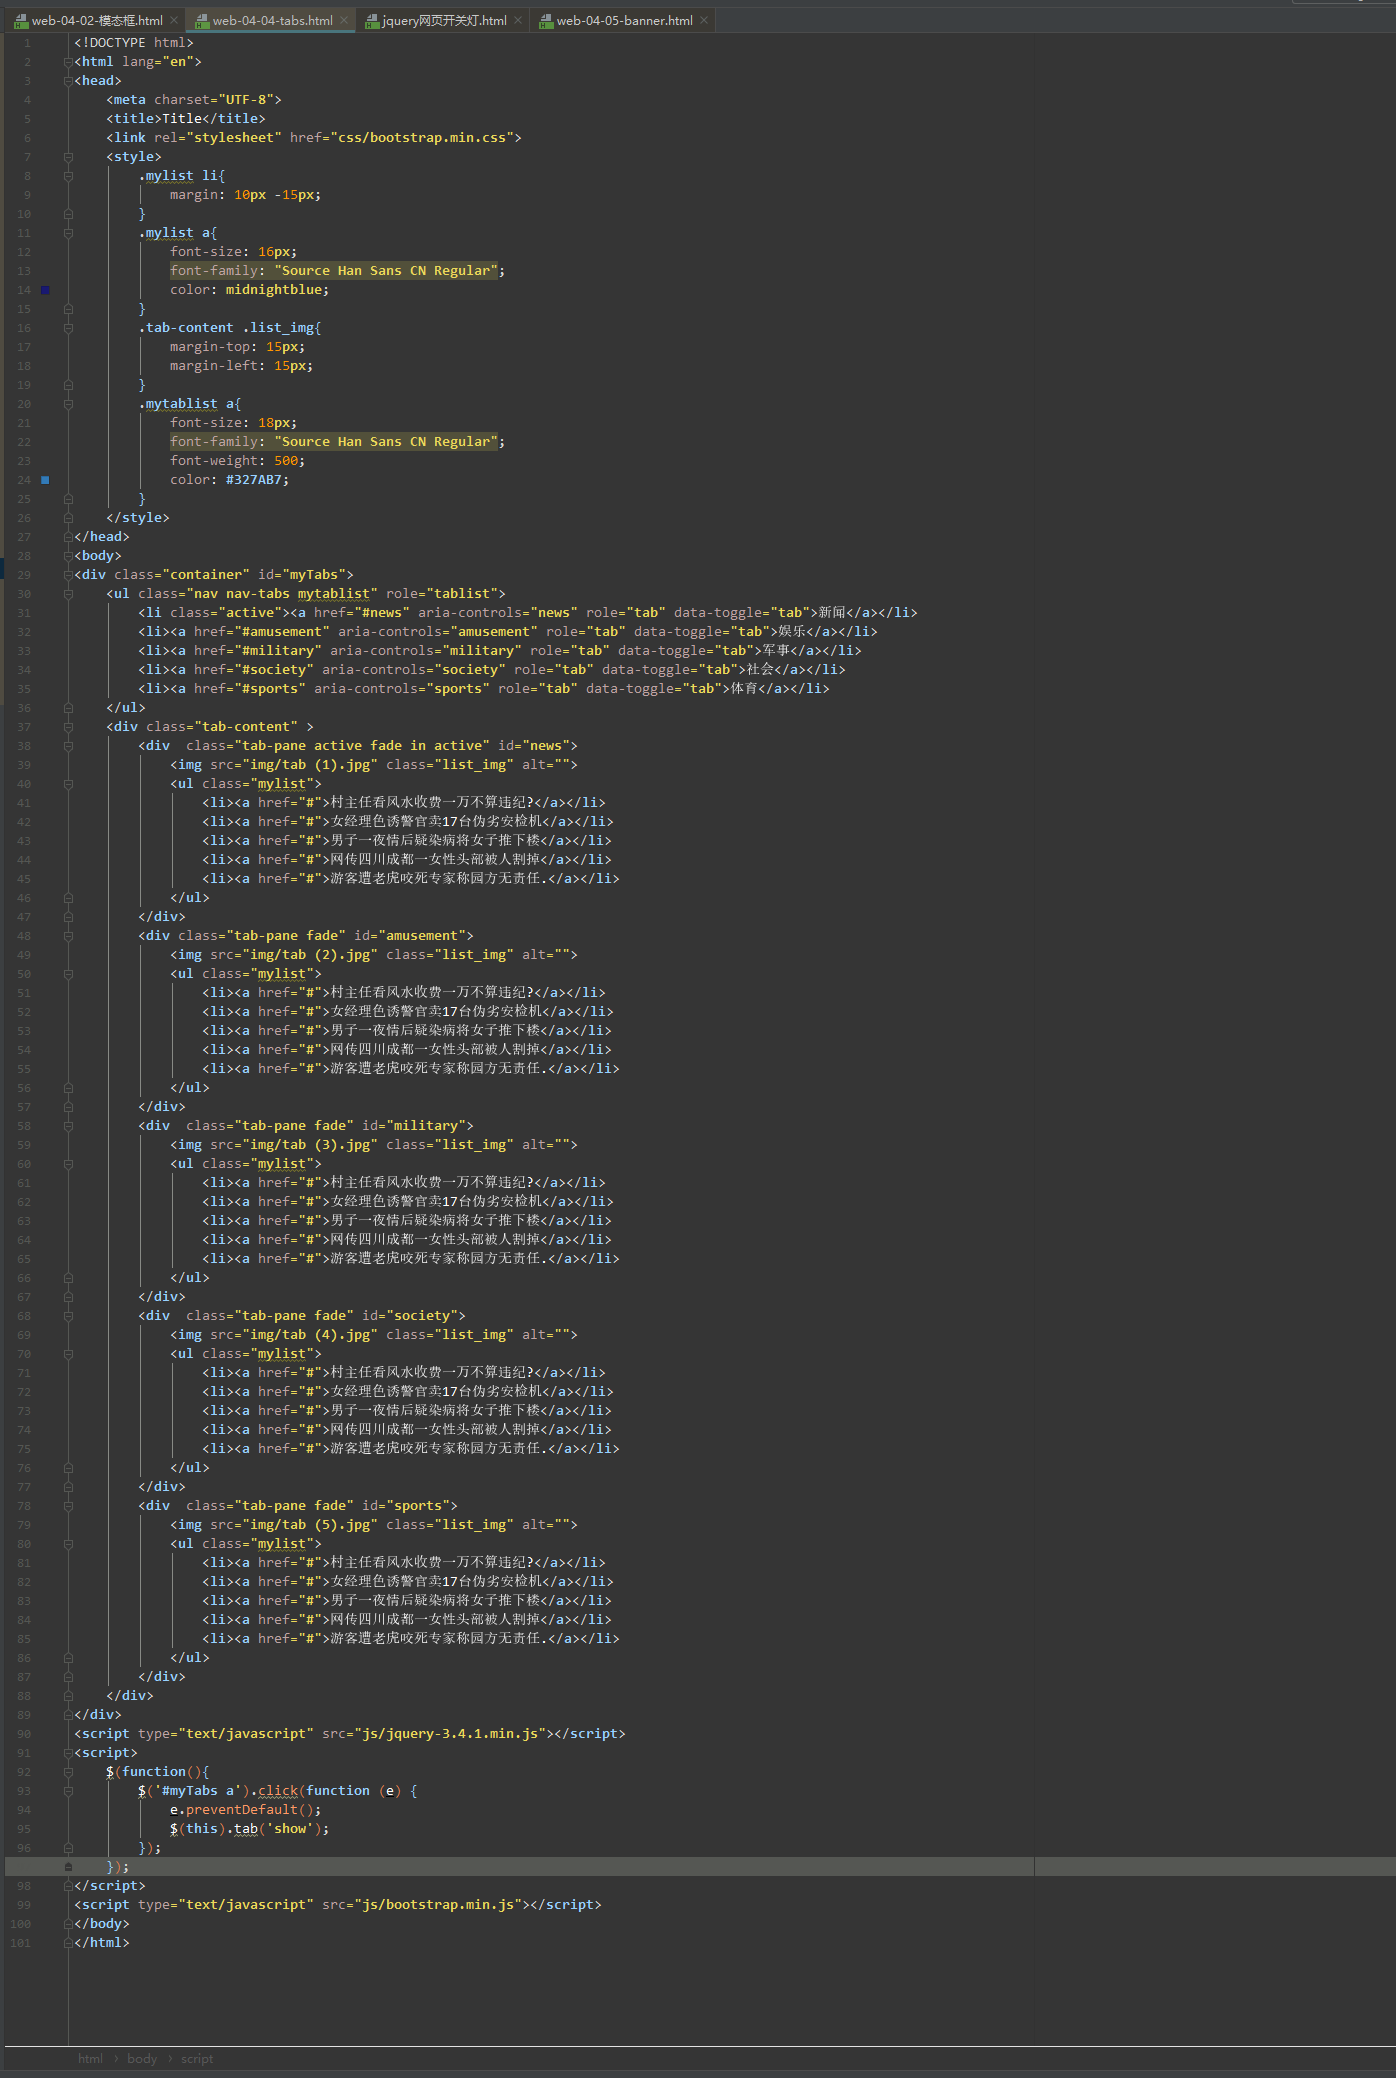 web-04-02-模态框.html web-04-04-tabs.html jquery网页开关灯.html web-04-05-banner.html
1 <!DOCTYPE html>
2 <html lang="en">
3 <head>
4 <meta charset="UTF-8">
5 <title>Title</title>
6 <link rel="stylesheet" href="css/bootstrap.min.css">
7 <style>
8 .mylist li{
9 margin: 10px -15px;
10 }
11 .mylist a{
12 font-size: 16px;
13 font-family: "Source Han Sans CN Regular";
14 color: midnightblue;
15 }
16 .tab-content .list_img{
17 margin-top: 15px;
18 margin-left: 15px;
19 }
20 .mytablist a{
21 font-size: 18px;
22 font-family: "Source Han Sans CN Regular";
23 font-weight: 500;
24 color: #327AB7;
25 }
26 </style>
27 </head>
28 <body>
29 <div class="container" id="myTabs">
30 <ul class="nav nav-tabs mytablist" role="tablist">
31 <li class="active"><a href="#news" aria-controls="news" role="tab" data-toggle="tab">新闻</a></li>
32 <li><a href="#amusement" aria-controls="amusement" role="tab" data-toggle="tab">娱乐</a></li>
33 <li><a href="#military" aria-controls="military" role="tab" data-toggle="tab">军事</a></li>
34 <li><a href="#society" aria-controls="society" role="tab" data-toggle="tab">社会</a></li>
35 <li><a href="#sports" aria-controls="sports" role="tab" data-toggle="tab">体育</a></li>
36 </ul>
37 <div class="tab-content" >
38 <div  class="tab-pane active fade in active" id="news">
39 <img src="img/tab (1).jpg" class="list_img" alt="">
40 <ul class="mylist">
41 <li><a href="#">村主任看风水收费一万不算违纪?</a></li>
42 <li><a href="#">女经理色诱警官卖17台伪劣安检机</a></li>
43 <li><a href="#">男子一夜情后疑染病将女子推下楼</a></li>
44 <li><a href="#">网传四川成都一女性头部被人割掉</a></li>
45 <li><a href="#">游客遭老虎咬死专家称园方无责任.</a></li>
46 </ul>
47 </div>
48 <div class="tab-pane fade" id="amusement">
49 <img src="img/tab (2).jpg" class="list_img" alt="">
50 <ul class="mylist">
51 <li><a href="#">村主任看风水收费一万不算违纪?</a></li>
52 <li><a href="#">女经理色诱警官卖17台伪劣安检机</a></li>
53 <li><a href="#">男子一夜情后疑染病将女子推下楼</a></li>
54 <li><a href="#">网传四川成都一女性头部被人割掉</a></li>
55 <li><a href="#">游客遭老虎咬死专家称园方无责任.</a></li>
56 </ul>
57 </div>
58 <div  class="tab-pane fade" id="military">
59 <img src="img/tab (3).jpg" class="list_img" alt="">
60 <ul class="mylist">
61 <li><a href="#">村主任看风水收费一万不算违纪?</a></li>
62 <li><a href="#">女经理色诱警官卖17台伪劣安检机</a></li>
63 <li><a href="#">男子一夜情后疑染病将女子推下楼</a></li>
64 <li><a href="#">网传四川成都一女性头部被人割掉</a></li>
65 <li><a href="#">游客遭老虎咬死专家称园方无责任.</a></li>
66 </ul>
67 </div>
68 <div  class="tab-pane fade" id="society">
69 <img src="img/tab (4).jpg" class="list_img" alt="">
70 <ul class="mylist">
71 <li><a href="#">村主任看风水收费一万不算违纪?</a></li>
72 <li><a href="#">女经理色诱警官卖17台伪劣安检机</a></li>
73 <li><a href="#">男子一夜情后疑染病将女子推下楼</a></li>
74 <li><a href="#">网传四川成都一女性头部被人割掉</a></li>
75 <li><a href="#">游客遭老虎咬死专家称园方无责任.</a></li>
76 </ul>
77 </div>
78 <div  class="tab-pane fade" id="sports">
79 <img src="img/tab (5).jpg" class="list_img" alt="">
80 <ul class="mylist">
81 <li><a href="#">村主任看风水收费一万不算违纪?</a></li>
82 <li><a href="#">女经理色诱警官卖17台伪劣安检机</a></li>
83 <li><a href="#">男子一夜情后疑染病将女子推下楼</a></li>
84 <li><a href="#">网传四川成都一女性头部被人割掉</a></li>
85 <li><a href="#">游客遭老虎咬死专家称园方无责任.</a></li>
86 </ul>
87 </div>
88 </div>
89 </div>
90 <script type="text/javascript" src="js/jquery-3.4.1.min.js"></script>
91 <script>
92 $(function(){
93 $('#myTabs a').click(function (e) {
94 e.preventDefault();
95 $(this).tab('show');
96 });
});
98 </script>
99 <script type="text/javascript" src="js/bootstrap.min.js"></script>
100 </body>
101 </html>
html › body › script